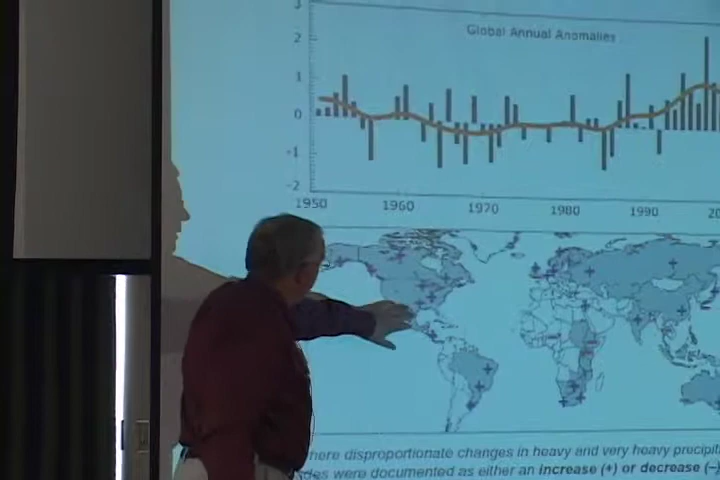 3
Global Annual Anomalies
2
1
0
-1
-2
1950 1960 1970 1980 1990
here disproportionate changes in heavy and very heavy precipi
des were documented as either an increase (+) or decrease (–